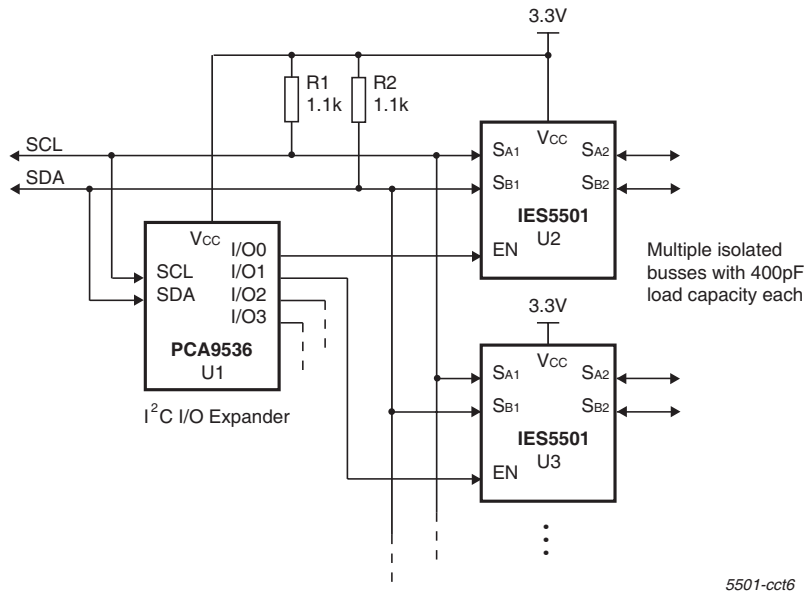 3.3V
R1
1.1k
R2
1.1k
SCL
SDA
VCC
SA1
SA2
SB1
SB2
IES5501
U2
EN
VCC
I/O0
I/O1
I/O2
I/O3
SCL
SDA
PCA9536
U1
I2C I/O Expander
Multiple isolated
busses with 400pF
load capacity each
3.3V
VCC
SA1
SA2
SB1
SB2
IES5501
U3
EN
5501-cct6